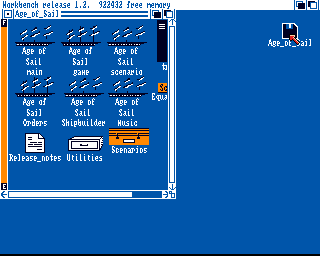 Workbench release 1.2. 922432 free memory
Age_of_Sail
Age_of_Sail
Age of Sail main
Age of Sail game
Age of Sail scenario
Age of Sail Orders
Age of Sail Shipbuilder
Age of Sail Music
Equa
Release_notes
Utilities
Scenarios